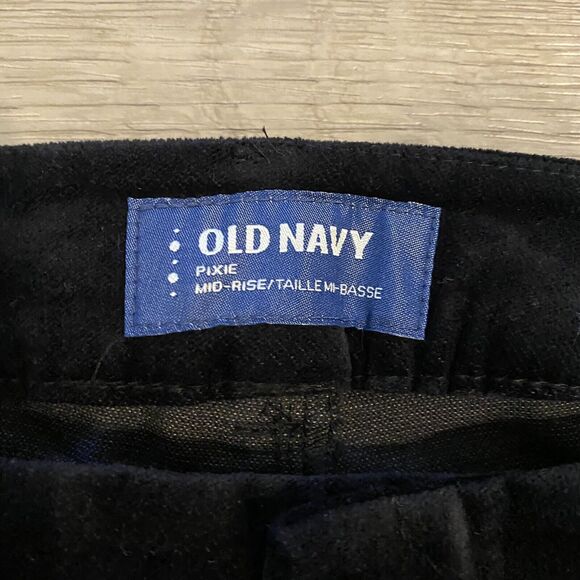 OLD NAVY
PIXIE
MID-RISE/TAILLE MI-BASSE